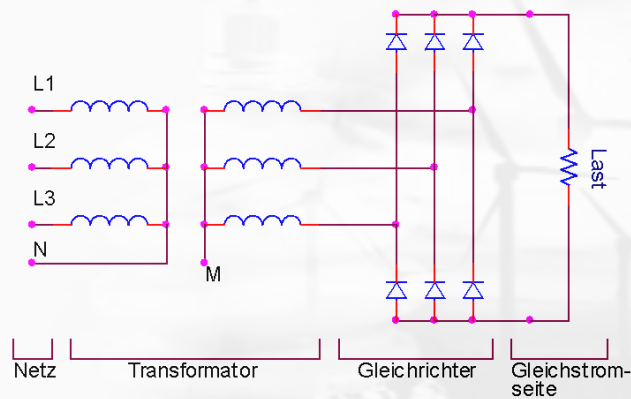 L1
L2
L3
N
M
Last
Netz
Transformator
Gleichrichter
Gleichstrom-
seite